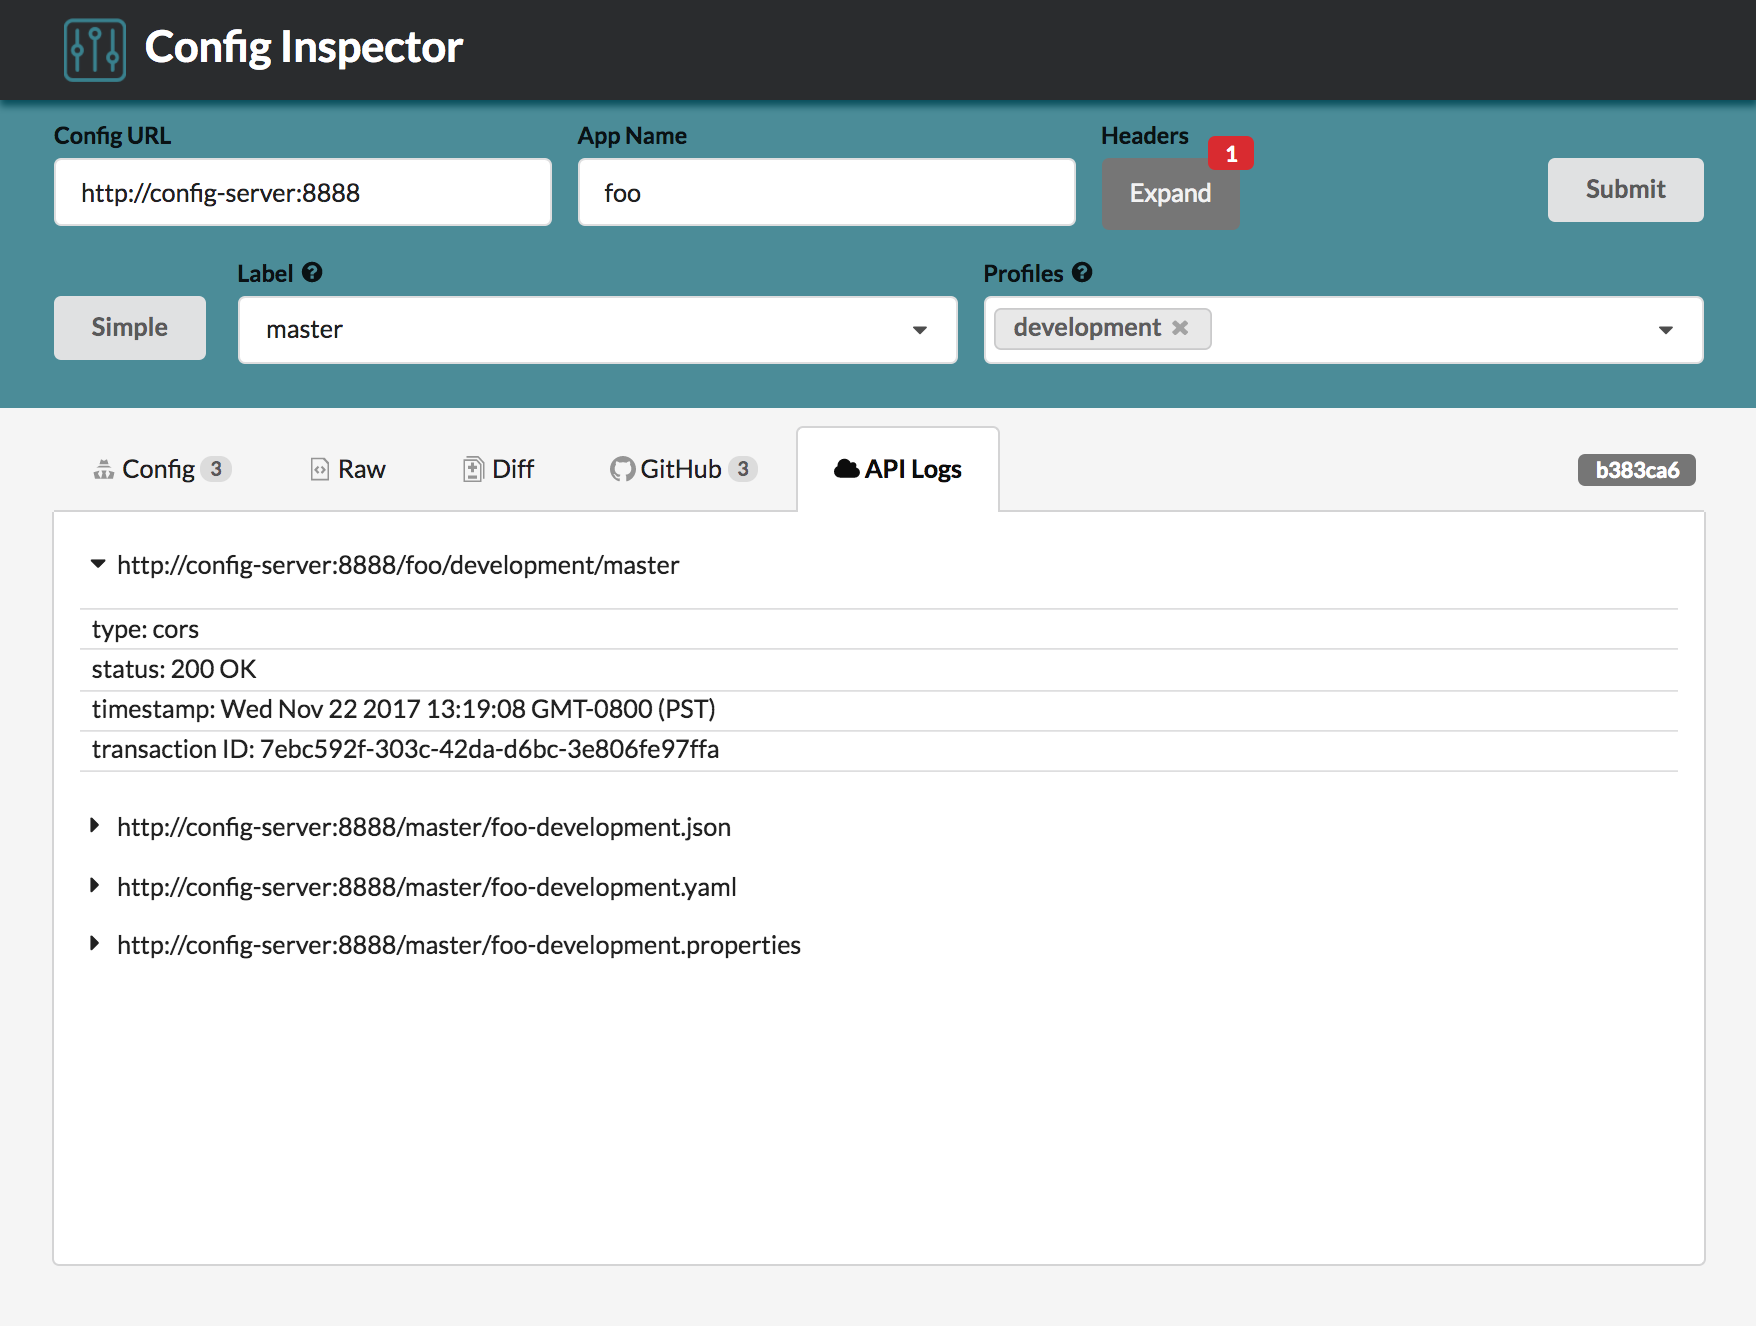 Config Inspector
Config URL
App Name
Headers
1
http://config-server:8888
foo
Expand
Submit
Label
Profiles
Simple
master
development
Config 3
Raw
Diff
GitHub 3
API Logs
b383ca6
http://config-server:8888/foo/development/master
type: cors
status: 200 OK
timestamp: Wed Nov 22 2017 13:19:08 GMT-0800 (PST)
transaction ID: 7ebc592f-303c-42da-d6bc-3e806fe97ffa
http://config-server:8888/master/foo-development.json
http://config-server:8888/master/foo-development.yaml
http://config-server:8888/master/foo-development.properties